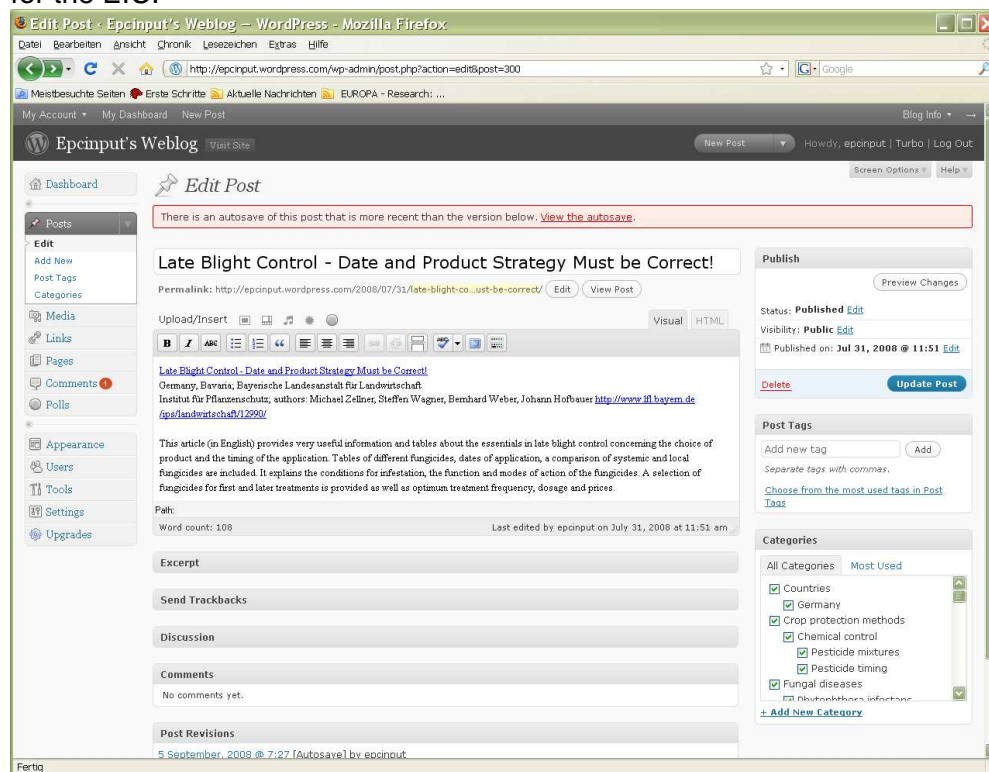 Edit Post ‹ Epcinput's Weblog — WordPress - Mozilla Firefox
Datei Bearbeiten Ansicht Chronik Lesezeichen Extras Hilfe
http://epcinput.wordpress.com/wp-admin/post.php?action=edit&post=300
Google
Meistbesuchte Seiten Erste Schritte Aktuelle Nachrichten EUROPA - Research: ...
My Account My Dashboard New Post Blog Info →
Epcinput's Weblog Visit Site New Post Howdy, epcinput | Turbo | Log Out
Screen Options Help
Dashboard
Posts
Edit
Add New
Post Tags
Categories
Media
Links
Pages
Comments 1
Polls
Appearance
Users
Tools
Settings
Upgrades
Edit Post
There is an autosave of this post that is more recent than the version below. View the autosave.
Late Blight Control - Date and Product Strategy Must be Correct!
Permalink: http://epcinput.wordpress.com/2008/07/31/late-blight-co...ust-be-correct/ Edit View Post
Upload/Insert Visual HTML
B I ABC
Late Blight Control - Date and Product Strategy Must be Correct!
Germany, Bavaria; Bayerische Landesanstalt für Landwirtschaft
Institut für Pflanzenschutz; authors: Michael Zellner, Steffen Wagner, Bernhard Weber, Johann Hofbauer http://www.lfl.bayern.de
/ips/landwirtschaft/12990/
This article (in English) provides very useful information and tables about the essentials in late blight control concerning the choice of
product and the timing of the application. Tables of different fungicides, dates of application, a comparison of systemic and local
fungicides are included. It explains the conditions for infestation, the function and modes of action of the fungicides. A selection of
fungicides for first and later treatments is provided as well as optimum treatment frequency, dosage and prices.
Path:
Word count: 108 Last edited by epcinput on July 31, 2008 at 11:51 am
Excerpt
Send Trackbacks
Discussion
Comments
No comments yet.
Post Revisions
5 September, 2008 @ 7:27 [Autosave] by epcinput
Publish
Preview Changes
Status: Published Edit
Visibility: Public Edit
Published on: Jul 31, 2008 @ 11:51 Edit
Delete Update Post
Post Tags
Add new tag Add
Separate tags with commas.
Choose from the most used tags in Post
Tags
Categories
All Categories Most Used
Countries
Germany
Crop protection methods
Chemical control
Pesticide mixtures
Pesticide timing
Fungal diseases
Phytophthora infestans
+ Add New Category
Fertig